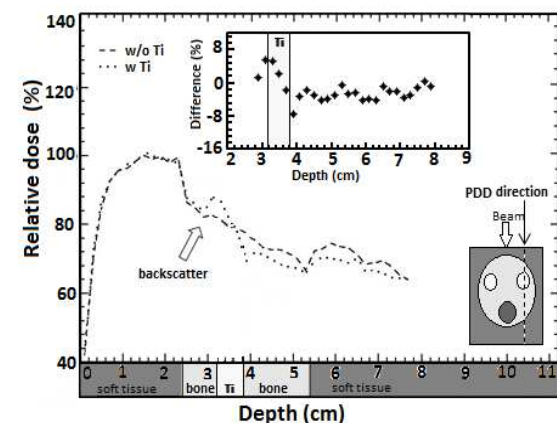 140
120
100
80
60
40
Relative dose (%)
w/o Ti
w Ti
12
8
0
-8
-16
Difference (%)
Ti
2 3 4 5 6 7 8 9
Depth (cm)
PDD direction
Beam
backscatter
0 1 2 3 4 5 6 7 8 9 10 11
soft tissue bone Ti bone soft tissue
Depth (cm)